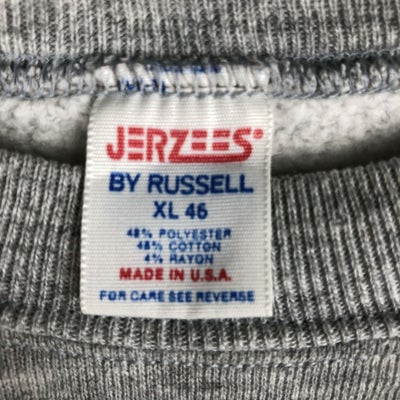 JERZEES®
BY RUSSELL
XL 46
48% POLYESTER
48% COTTON
4% RAYON
MADE IN U.S.A.
FOR CARE SEE REVERSE